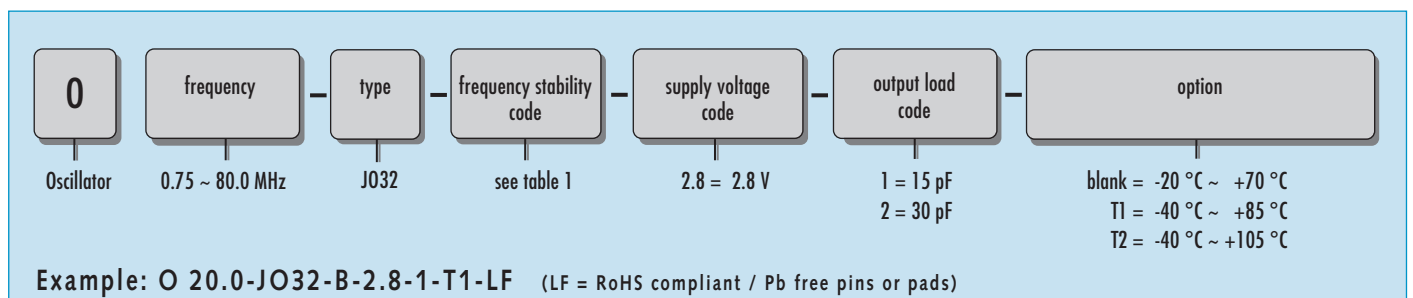 O
frequency
–
type
–
frequency stability
code
–
supply voltage
code
–
output load
code
–
option
Oscillator
0.75 ~ 80.0 MHz
JO32
see table 1
2.8 = 2.8 V
1 = 15 pF
2 = 30 pF
blank = -20 °C ~ +70 °C
T1 = -40 °C ~ +85 °C
T2 = -40 °C ~ +105 °C
Example: O 20.0-JO32-B-2.8-1-T1-LF (LF = RoHS compliant / Pb free pins or pads)